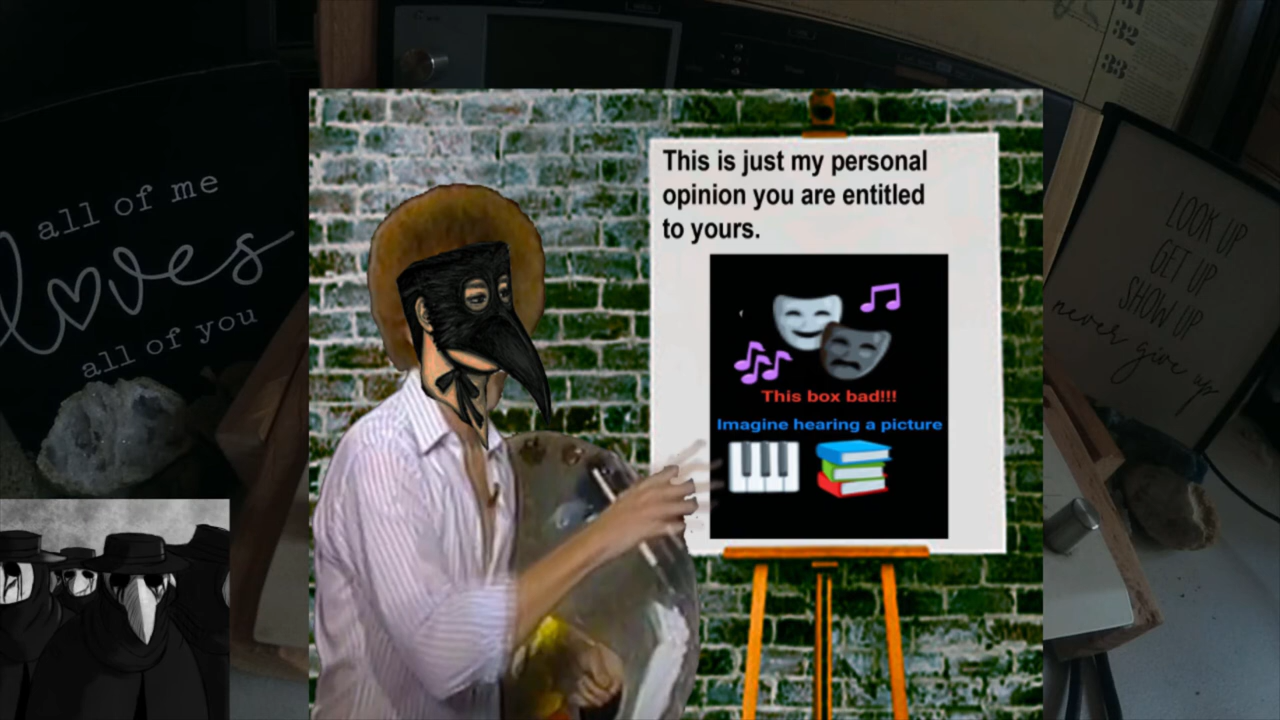 all of me
loves
all of you
This is just my personal
opinion you are entitled
to yours.
This box bad!!!
Imagine hearing a picture
31
32
33
LOOK UP
GET UP
SHOW UP
never give up